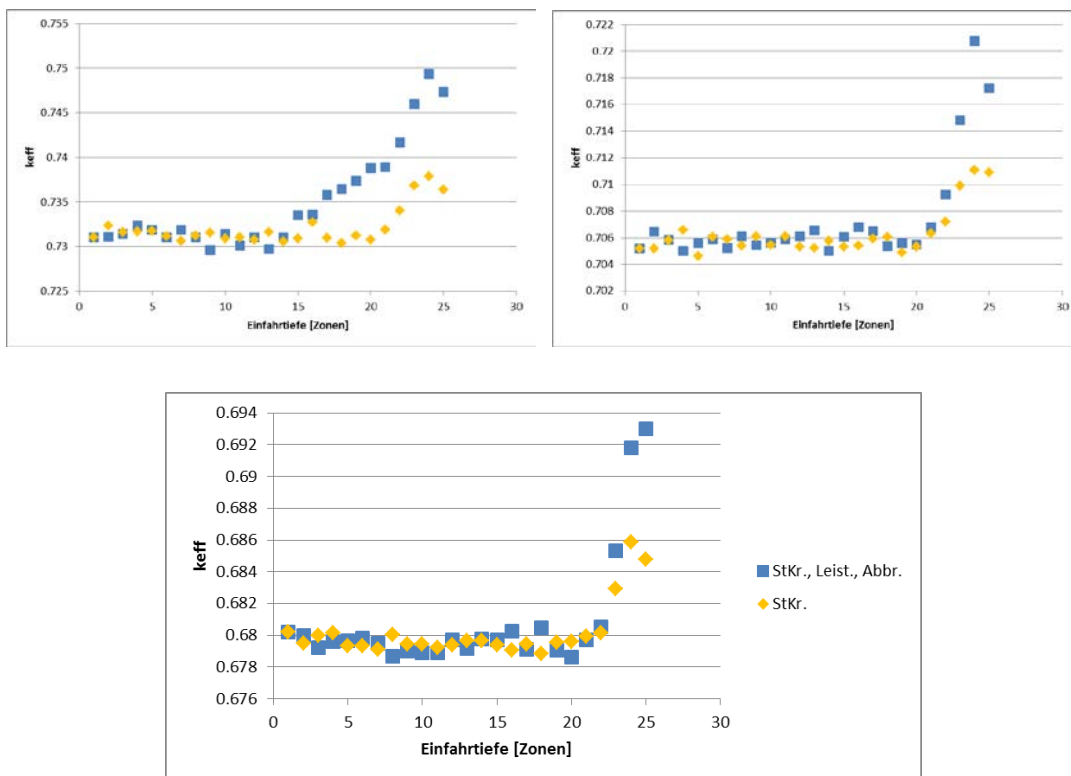 0.755
0.75
0.745
0.74
0.735
0.73
0.725
keff
0 5 10 15 20 25 30
Einfahrtiefe [Zonen]
0.722
0.72
0.718
0.716
0.714
0.712
0.71
0.708
0.706
0.704
0.702
keff
0 5 10 15 20 25 30
Einfahrtiefe [Zonen]
0.694
0.692
0.69
0.688
0.686
0.684
0.682
0.68
0.678
0.676
keff
0 5 10 15 20 25 30
Einfahrtiefe [Zonen]
StKr., Leist., Abbr.
StKr.